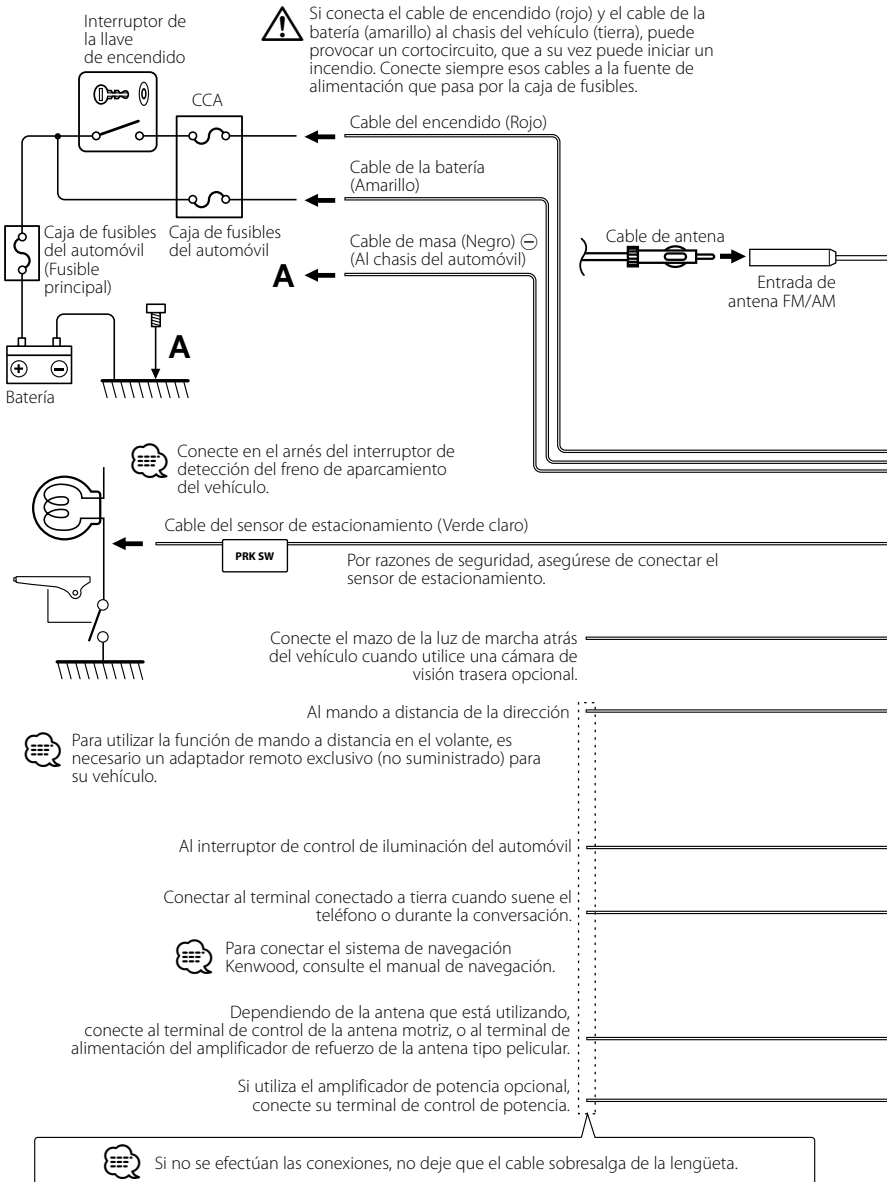 Interruptor de
la llave
de encendido
Si conecta el cable de encendido (rojo) y el cable de la
batería (amarillo) al chasis del vehículo (tierra), puede
provocar un cortocircuito, que a su vez puede iniciar un
incendio. Conecte siempre esos cables a la fuente de
alimentación que pasa por la caja de fusibles.
CCA
Cable del encendido (Rojo)
Cable de la batería
(Amarillo)
Caja de fusibles
del automóvil
(Fusible
principal)
Caja de fusibles
del automóvil
Cable de masa (Negro) ⊖
(Al chasis del automóvil)
A
Cable de antena
Entrada de
antena FM/AM
A
+ −
Batería
Conecte en el arnés del interruptor de
detección del freno de aparcamiento
del vehículo.
Cable del sensor de estacionamiento (Verde claro)
PRK SW
Por razones de seguridad, asegúrese de conectar el
sensor de estacionamiento.
Conecte el mazo de la luz de marcha atrás
del vehículo cuando utilice una cámara de
visión trasera opcional.
Al mando a distancia de la dirección
Para utilizar la función de mando a distancia en el volante, es
necesario un adaptador remoto exclusivo (no suministrado) para
su vehículo.
Al interruptor de control de iluminación del automóvil
Conectar al terminal conectado a tierra cuando suene el
teléfono o durante la conversación.
Para conectar el sistema de navegación
Kenwood, consulte el manual de navegación.
Dependiendo de la antena que está utilizando,
conecte al terminal de control de la antena motriz, o al terminal de
alimentación del amplificador de refuerzo de la antena tipo pelicular.
Si utiliza el amplificador de potencia opcional,
conecte su terminal de control de potencia.
Si no se efectúan las conexiones, no deje que el cable sobresalga de la lengüeta.